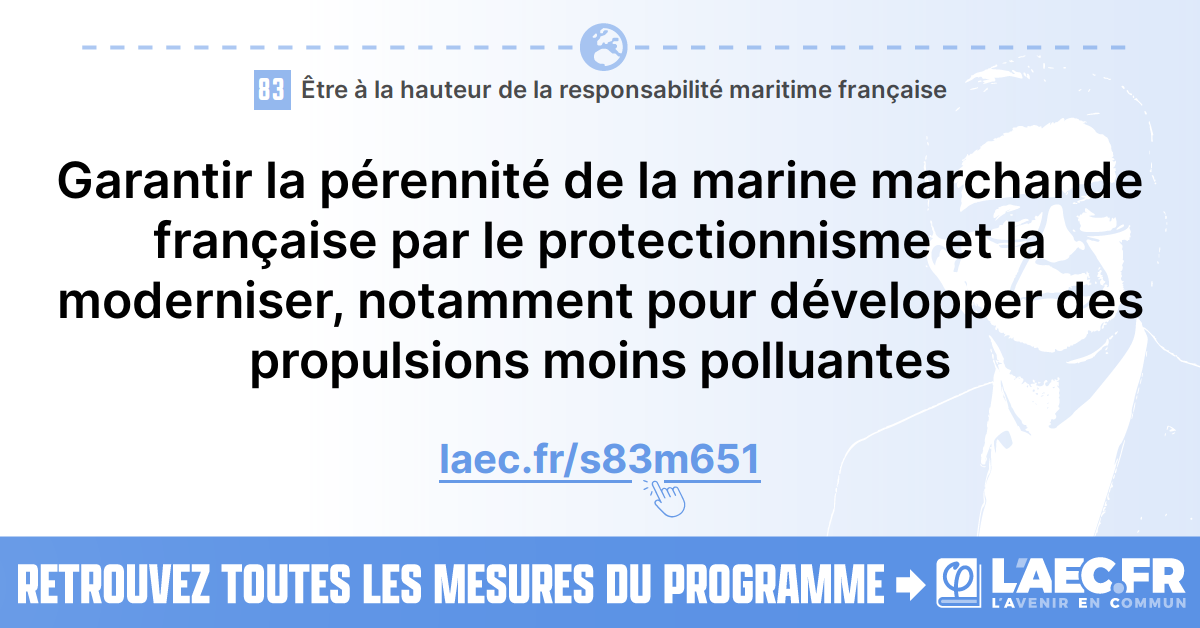 83 Être à la hauteur de la responsabilité maritime française
Garantir la pérennité de la marine marchande
française par le protectionnisme et la
moderniser, notamment pour développer des
propulsions moins polluantes
laec.fr/s83m651
RETROUVEZ TOUTES LES MESURES DU PROGRAMME
φ L'AEC.FR
L'AVENIR EN COMMUN